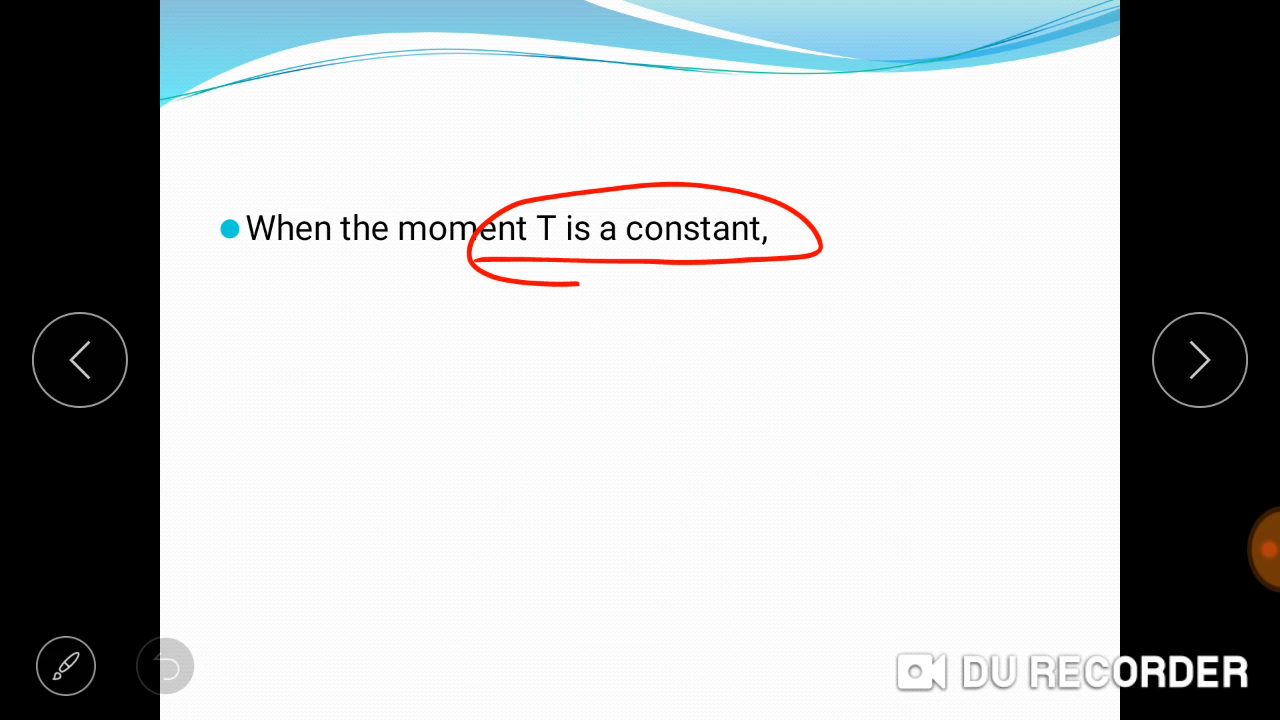 When the moment T is a constant,
DU RECORDER